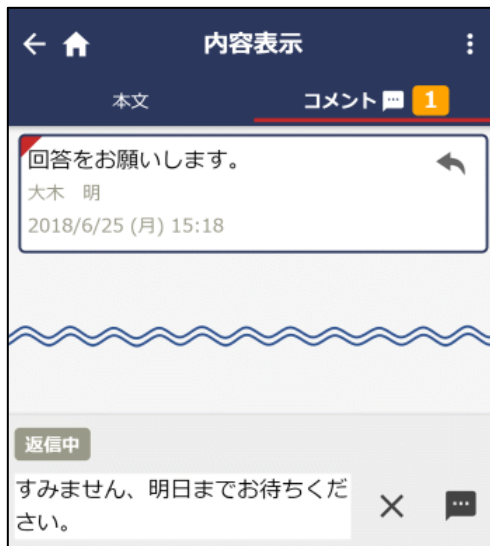 内容表示
本文
コメント 1
回答をお願いします。
大木　明
2018/6/25 (月) 15:18
返信中
すみません、明日までお待ちくだ
さい。